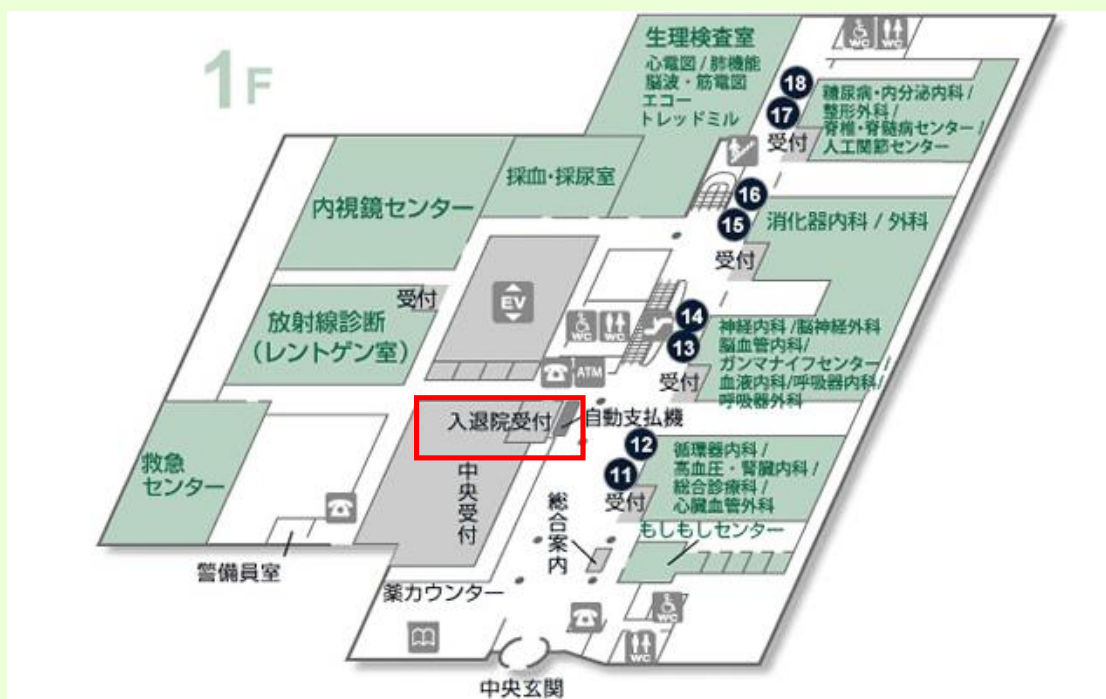 1F
生理検査室
心電図 / 肺機能
脳波・筋電図
エコー
トレッドミル
WC
18
17
受付
糖尿病・内分泌内科 /
整形外科 /
脊椎・脊髄病センター /
人工関節センター
採血・採尿室
内視鏡センター
16
15
受付
消化器内科 / 外科
受付
EV
放射線診断
（レントゲン室）
WC
WC
14
13
受付
神経内科 /脳神経外科
脳血管内科 /
ガンマナイフセンター /
血液内科/呼吸器内科/
呼吸器外科
ATM
入退院受付
自動支払機
12
11
受付
循環器内科 /
高血圧・腎臓内科 /
総合診療科 /
心臓血管外科
救急
センター
中央受付
総合案内
もしもしセンター
警備員室
薬カウンター
WC
WC
中央玄関